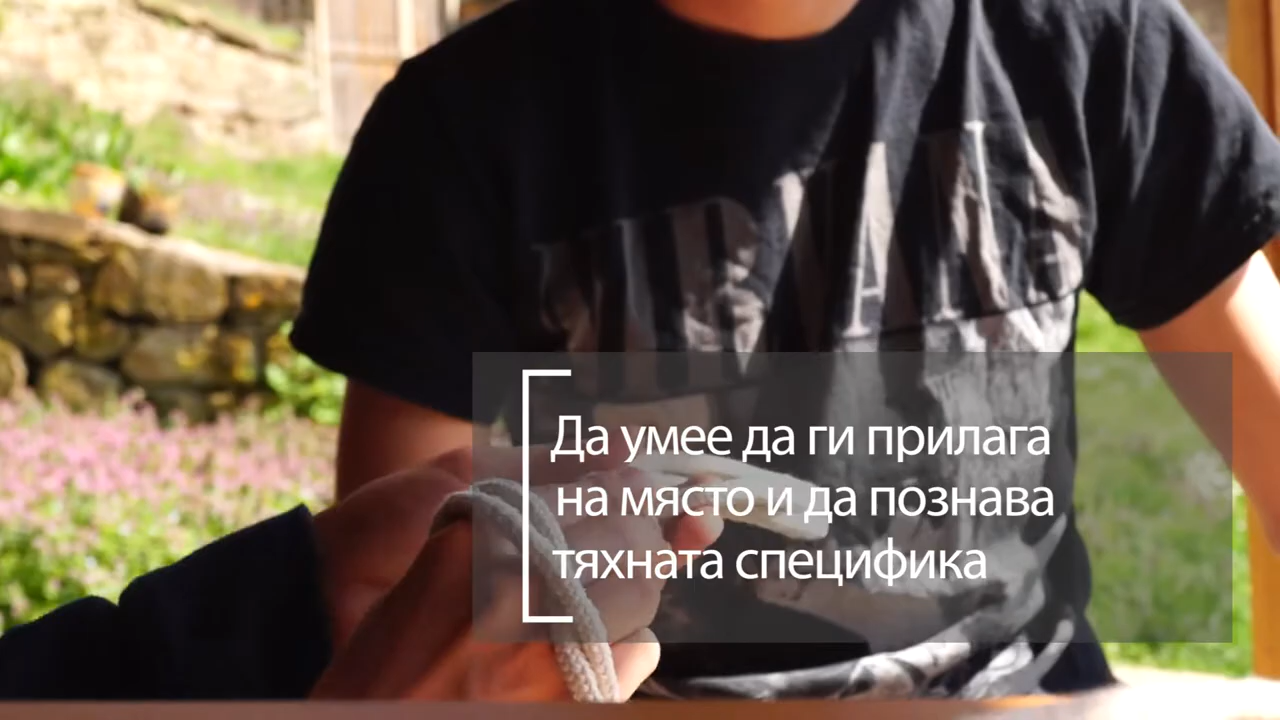 Да умее да ги прилага
на място и да познава
тяхната специфика